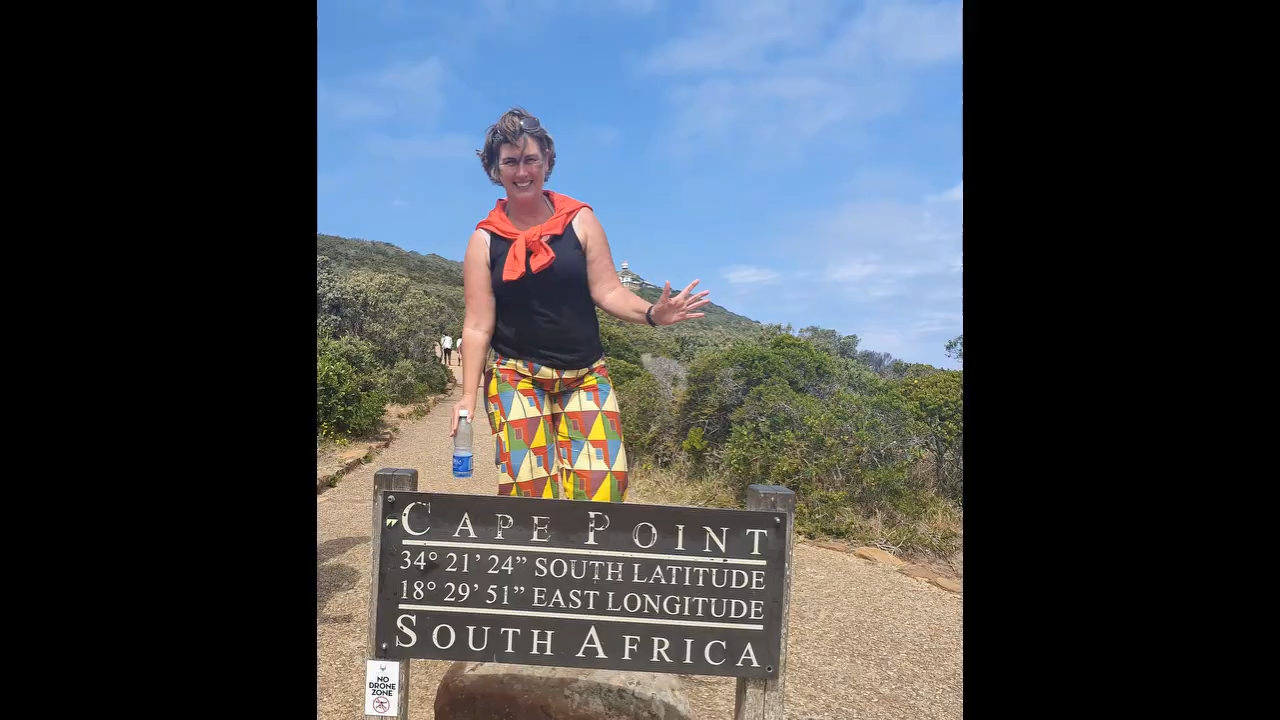 CAPE POINT
34° 21' 24" SOUTH LATITUDE
18° 29' 51" EAST LONGITUDE
SOUTH AFRICA
NO
DRONE
ZONE